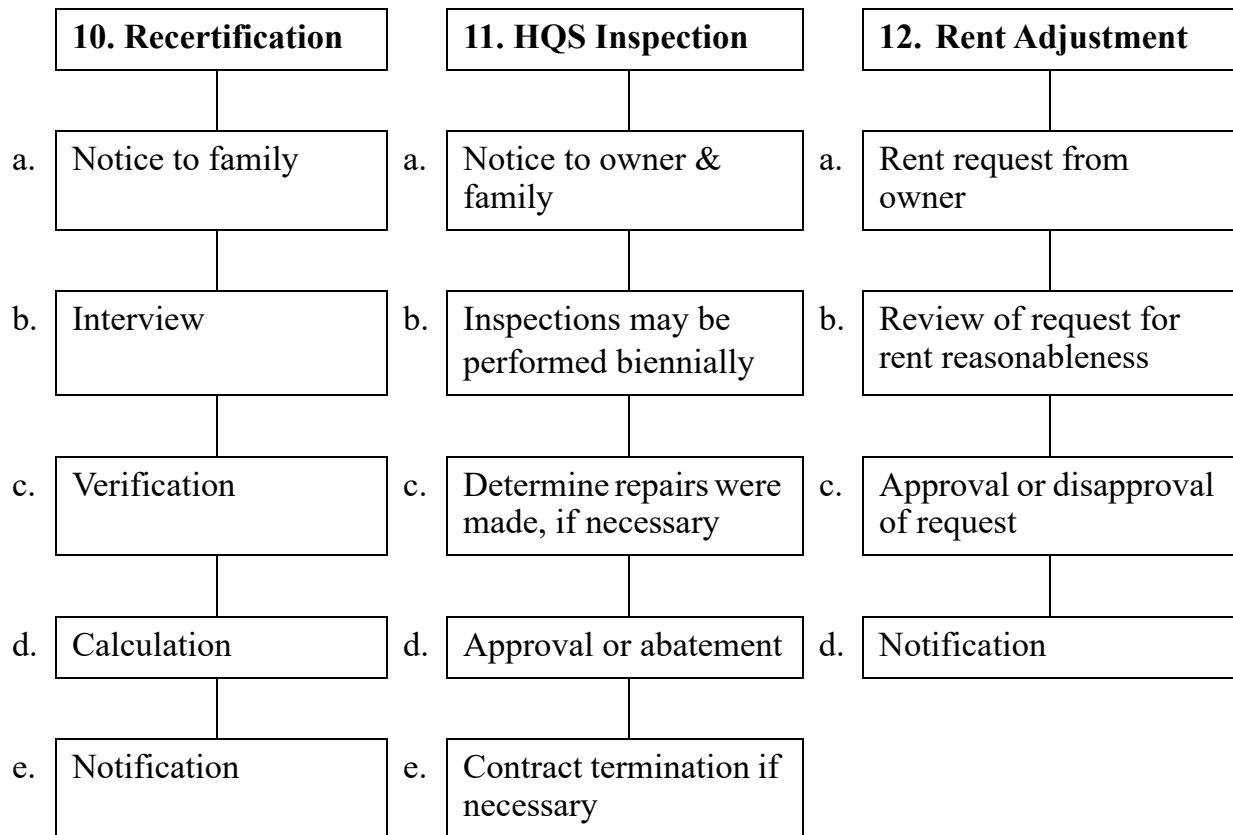 10. Recertification
a. Notice to family
b. Interview
c. Verification
d. Calculation
e. Notification
11. HQS Inspection
a. Notice to owner &
family
b. Inspections may be
performed biennially
c. Determine repairs were
made, if necessary
d. Approval or abatement
e. Contract termination if
necessary
12. Rent Adjustment
a. Rent request from
owner
b. Review of request for
rent reasonableness
c. Approval or disapproval
of request
d. Notification